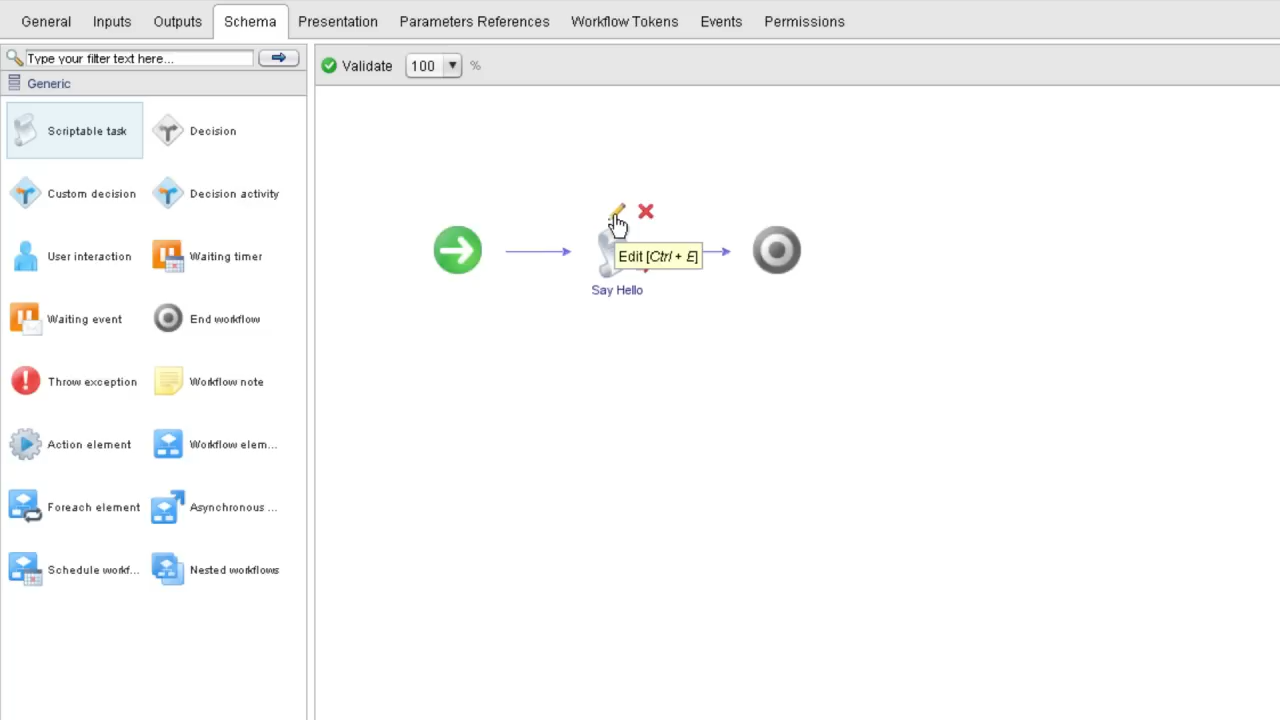 General Inputs Outputs Schema Presentation Parameters References Workflow Tokens Events Permissions
Type your filter text here...
Validate 100 %
Generic
Scriptable task Decision
Custom decision Decision activity
User interaction Waiting timer
Waiting event End workflow
Throw exception Workflow note
Action element Workflow elem...
Foreach element Asynchronous ...
Schedule workf... Nested workflows
Edit [Ctrl + E]
Say Hello